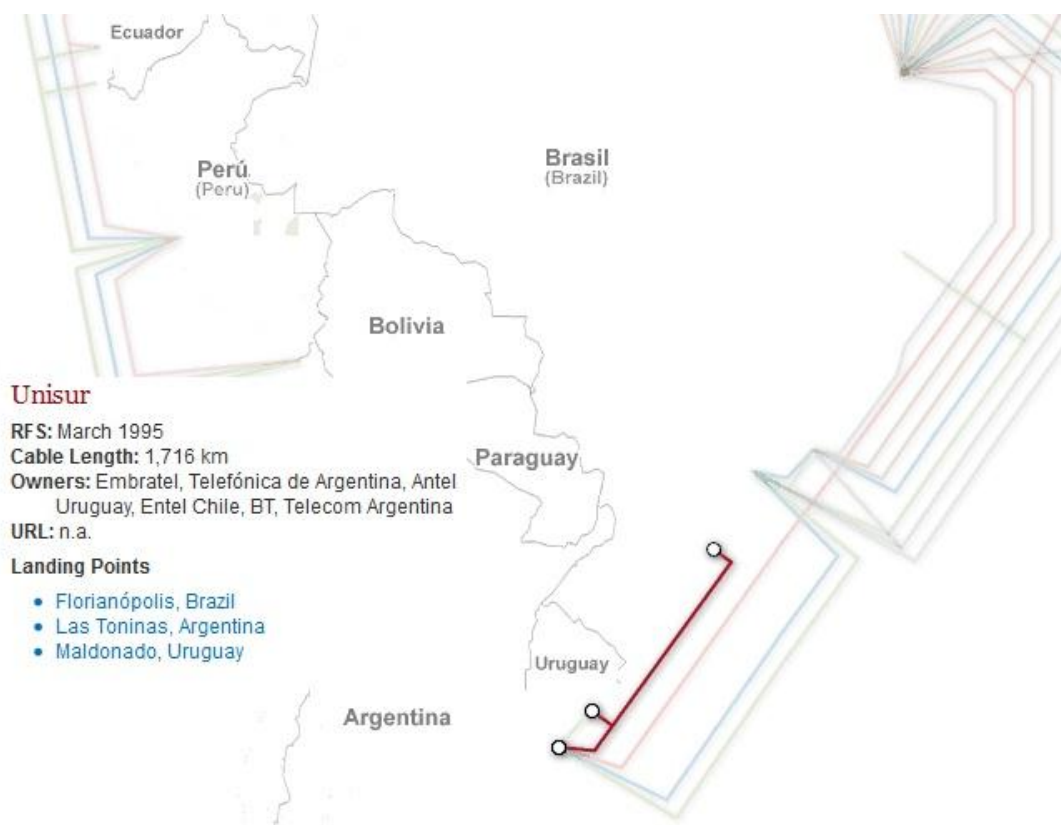 Ecuador
Brasil
(Brazil)
Perú
(Peru)
Bolivia
Unisur
RFS: March 1995
Cable Length: 1,716 km
Owners: Embratel, Telefónica de Argentina, Antel
Uruguay, Entel Chile, BT, Telecom Argentina
URL: n.a.
Landing Points
• Florianópolis, Brazil
• Las Toninas, Argentina
• Maldonado, Uruguay
Paraguay
Uruguay
Argentina